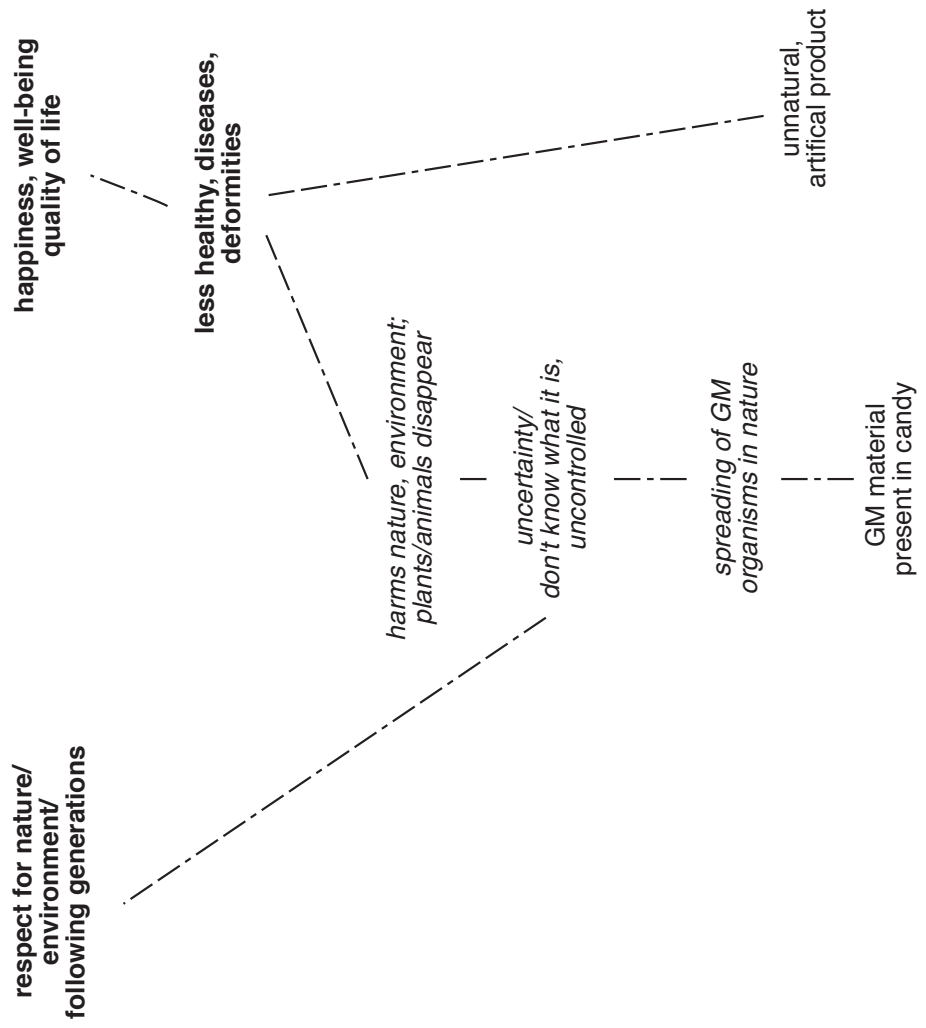 happiness, well-being
quality of life
less healthy, diseases,
deformities
unnatural,
artifical product
harms nature, environment;
plants/animals disappear
uncertainty/
don't know what it is,
uncontrolled
spreading of GM
organisms in nature
GM material
present in candy
respect for nature/
environment/
following generations